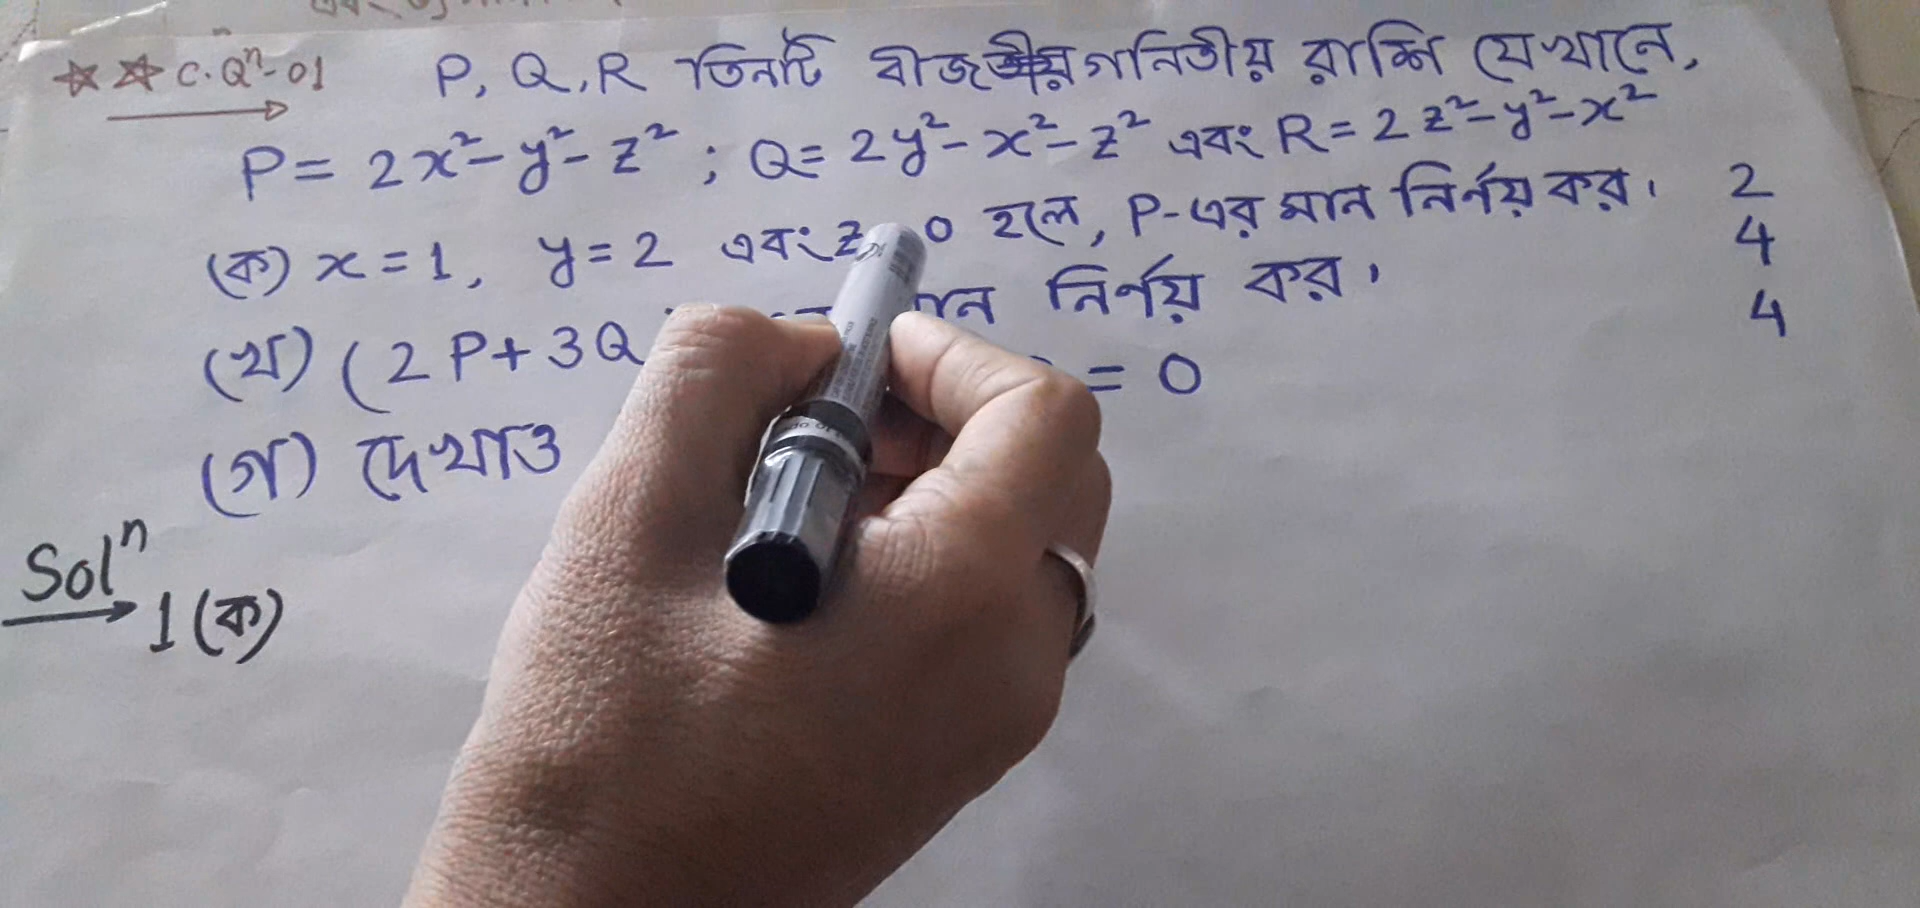 C.Qⁿ-01 P, Q, R তিনটি বীজগনিতীয় রাশি যেখানে,
P = 2x² - y² - z² ; Q = 2y² - x² - z² এবং R = 2z² - y² - x²
(ক) x = 1, y = 2 এবং z 0 হলে, P-এর মান নির্ণয় কর। 2
(খ) (2P + 3Q মান নির্ণয় কর। 4
(গ) দেখাও = 0 4
Solⁿ
1(ক)